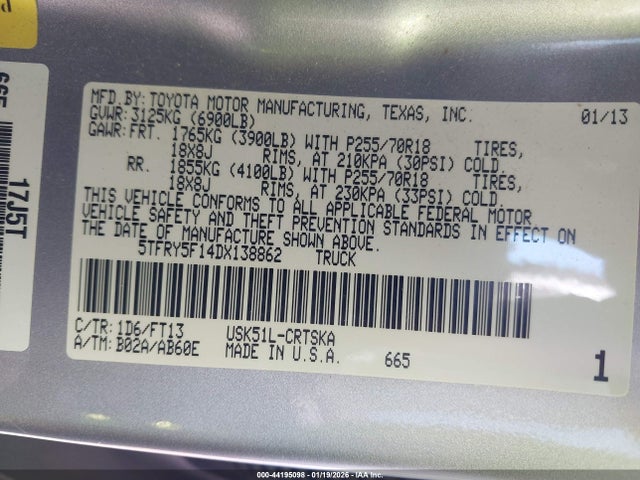 MFD.BY: TOYOTA MOTOR MANUFACTURING, TEXAS, INC. 01/13
GVWR: 3125KG (6900LB)
GAWR: FRT. 1765KG (3900LB) WITH P255/70R18 TIRES,
18X8J RIMS, AT 210KPA (30PSI) COLD
RR. 1855KG (4100LB) WITH P255/70R18 TIRES,
18X8J RIMS, AT 230KPA (33PSI) COLD.
THIS VEHICLE CONFORMS TO ALL APPLICABLE FEDERAL MOTOR
VEHICLE SAFETY AND THEFT PREVENTION STANDARDS IN EFFECT ON
THE DATE OF MANUFACTURE SHOWN ABOVE.
5TFRY5F14DX138862 TRUCK
C/TR: 1D6/FT13 USK51L-CRTSKA
A/TM: B02A/AB60E MADE IN U.S.A. 665 1
665
17J5T
000-44195098 - 01/19/2026 - IAA Inc.